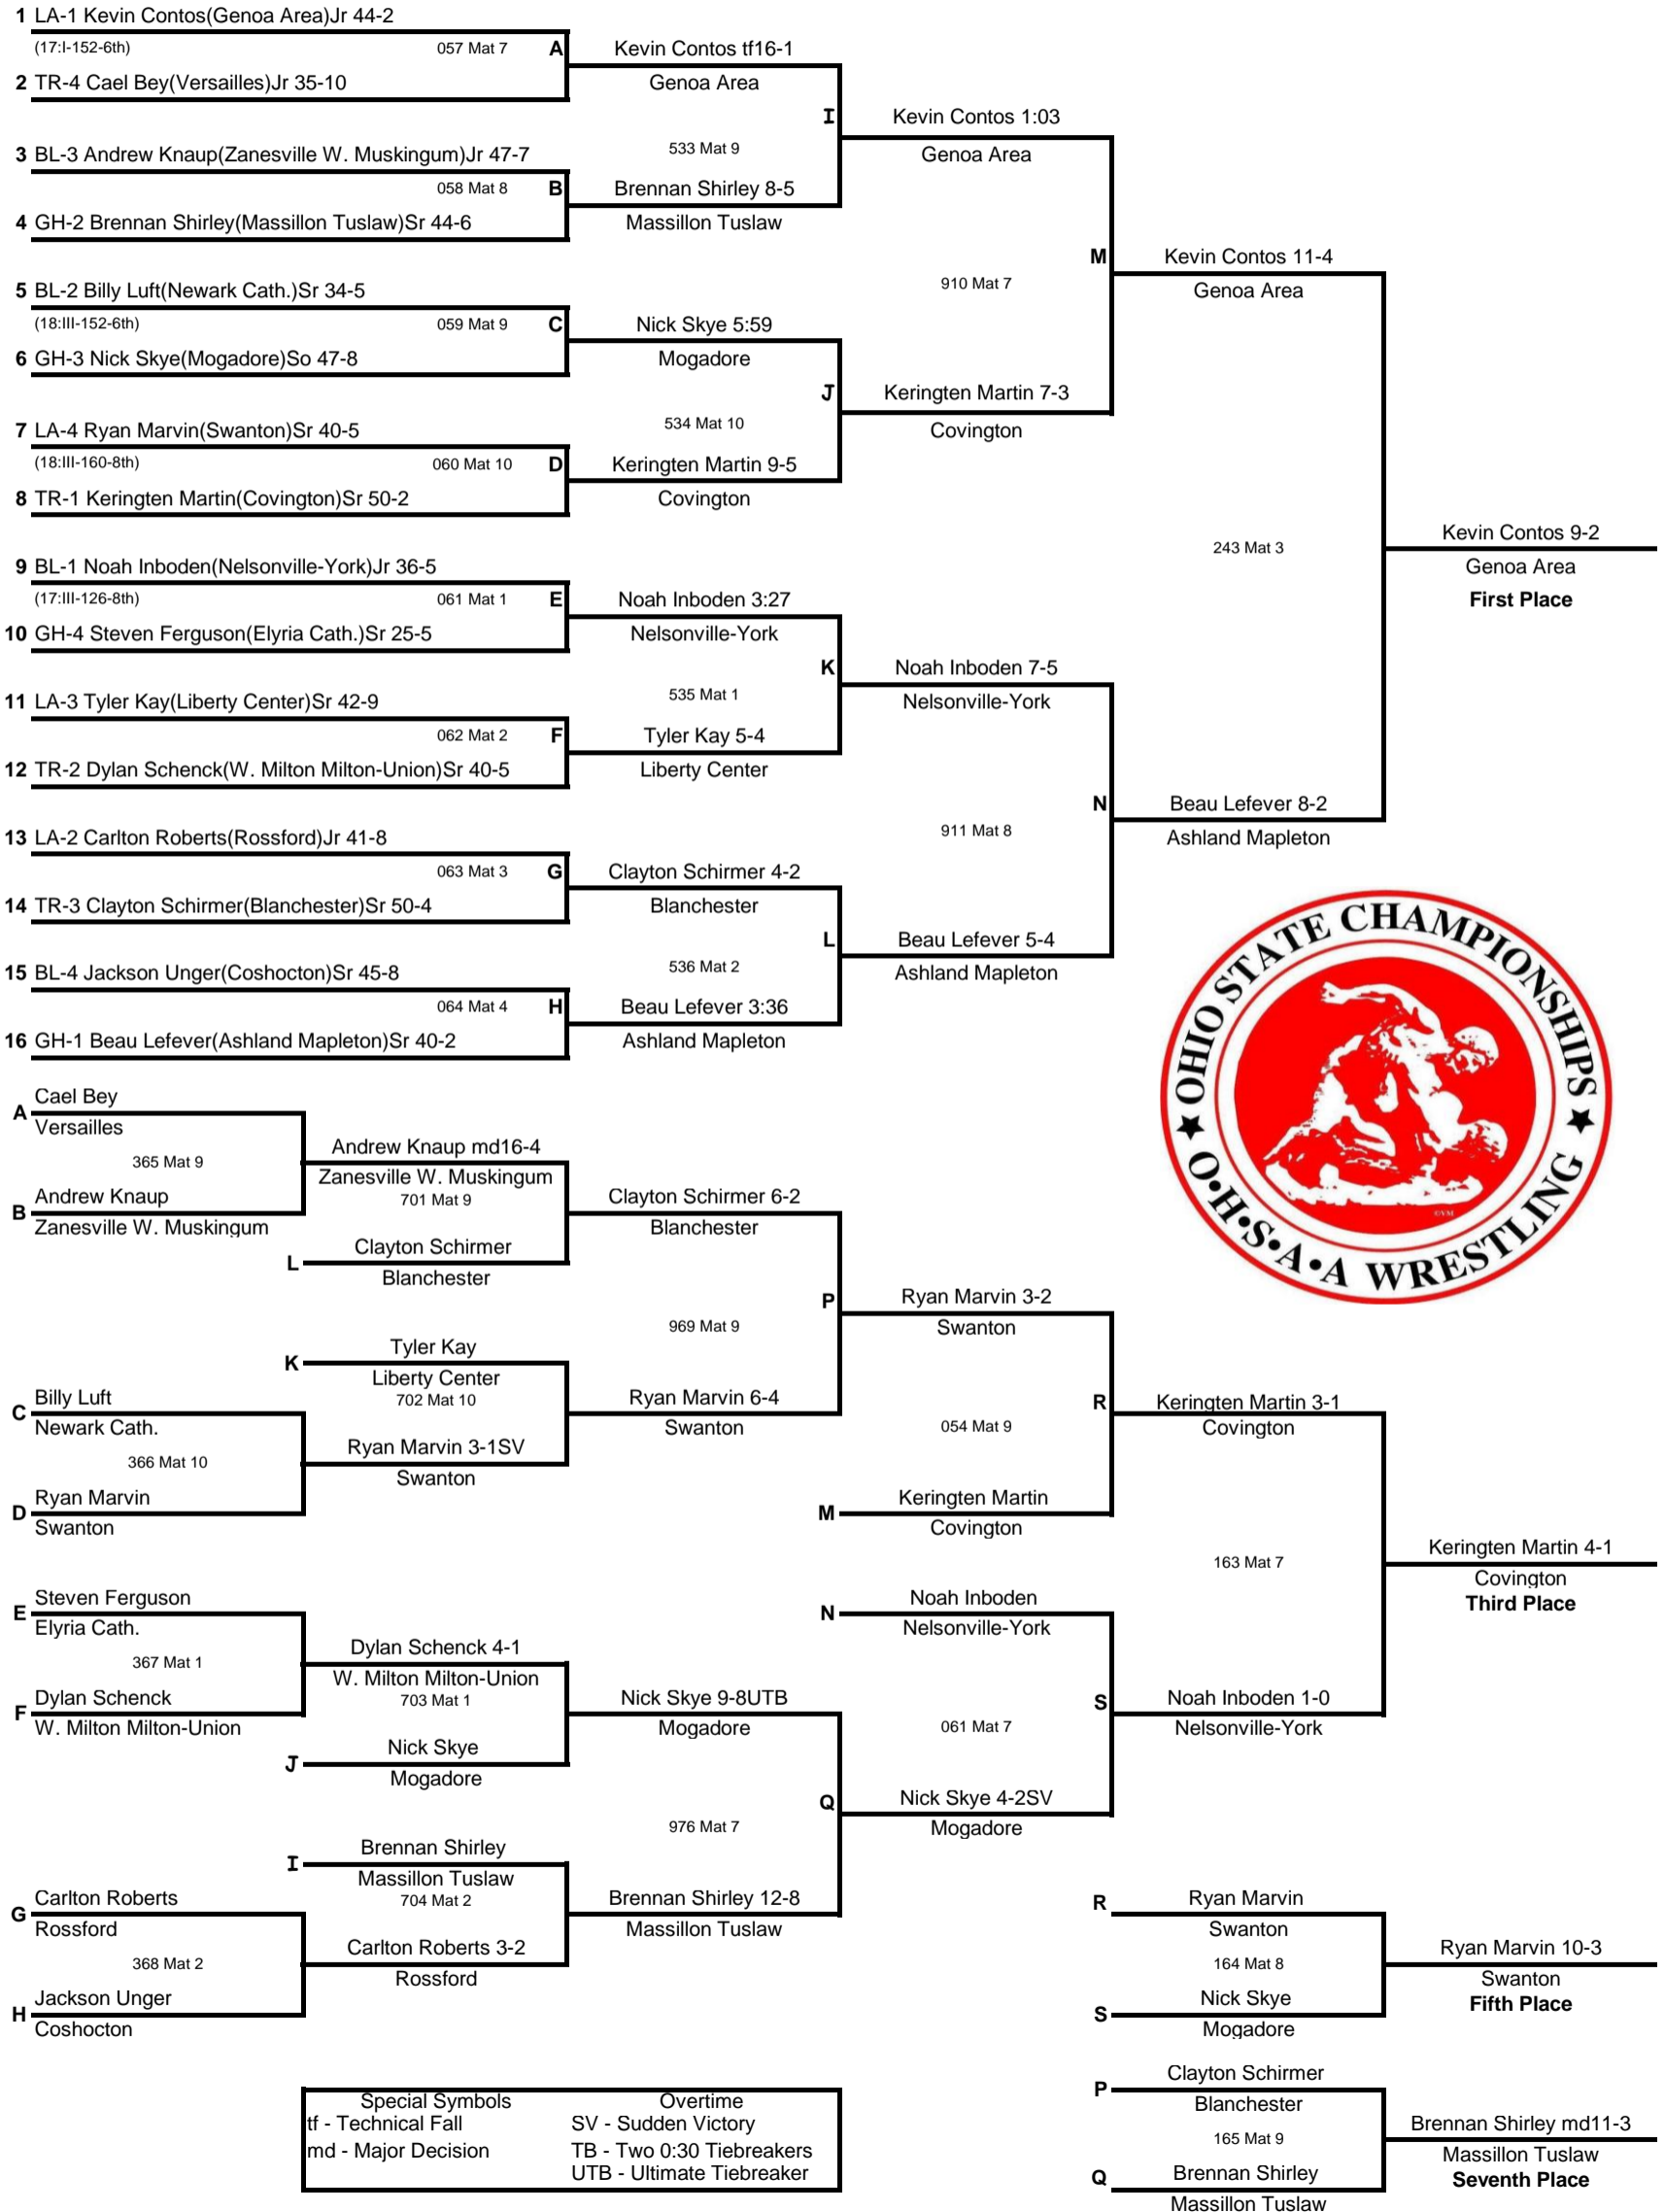 1 LA-1 Kevin Contos(Genoa Area)Jr 44-2
(17:I-152-6th) 057 Mat 7 A
2 TR-4 Cael Bey(Versailles)Jr 35-10
Kevin Contos tf16-1
Genoa Area
3 BL-3 Andrew Knaup(Zanesville W. Muskingum)Jr 47-7
058 Mat 8 B
4 GH-2 Brennan Shirley(Massillon Tuslaw)Sr 44-6
533 Mat 9
Brennan Shirley 8-5
Massillon Tuslaw
I
Kevin Contos 1:03
Genoa Area
5 BL-2 Billy Luft(Newark Cath.)Sr 34-5
(18:III-152-6th) 059 Mat 9 C
6 GH-3 Nick Skye(Mogadore)So 47-8
Nick Skye 5:59
Mogadore
7 LA-4 Ryan Marvin(Swanton)Sr 40-5
(18:III-160-8th) 060 Mat 10 D
8 TR-1 Keringten Martin(Covington)Sr 50-2
534 Mat 10
Keringten Martin 9-5
Covington
J
Keringten Martin 7-3
Covington
910 Mat 7
M
Kevin Contos 11-4
Genoa Area
9 BL-1 Noah Inboden(Nelsonville-York)Jr 36-5
(17:III-126-8th) 061 Mat 1 E
10 GH-4 Steven Ferguson(Elyria Cath.)Sr 25-5
Noah Inboden 3:27
Nelsonville-York
11 LA-3 Tyler Kay(Liberty Center)Sr 42-9
062 Mat 2 F
12 TR-2 Dylan Schenck(W. Milton Milton-Union)Sr 40-5
535 Mat 1
Tyler Kay 5-4
Liberty Center
K
Noah Inboden 7-5
Nelsonville-York
13 LA-2 Carlton Roberts(Rossford)Jr 41-8
063 Mat 3 G
14 TR-3 Clayton Schirmer(Blanchester)Sr 50-4
Clayton Schirmer 4-2
Blanchester
15 BL-4 Jackson Unger(Coshocton)Sr 45-8
064 Mat 4 H
16 GH-1 Beau Lefever(Ashland Mapleton)Sr 40-2
536 Mat 2
Beau Lefever 3:36
Ashland Mapleton
L
Beau Lefever 5-4
Ashland Mapleton
911 Mat 8
N
Beau Lefever 8-2
Ashland Mapleton
243 Mat 3
Kevin Contos 9-2
Genoa Area
First Place
★ OHIO STATE CHAMPIONSHIPS ★
O•H•S•A•A WRESTLING
©VM
A Cael Bey
Versailles
365 Mat 9
B Andrew Knaup
Zanesville W. Muskingum
Andrew Knaup md16-4
Zanesville W. Muskingum
701 Mat 9
L Clayton Schirmer
Blanchester
Clayton Schirmer 6-2
Blanchester
K Tyler Kay
Liberty Center
702 Mat 10
C Billy Luft
Newark Cath.
366 Mat 10
D Ryan Marvin
Swanton
Ryan Marvin 3-1SV
Swanton
969 Mat 9
Ryan Marvin 6-4
Swanton
P
Ryan Marvin 3-2
Swanton
054 Mat 9
M Keringten Martin
Covington
R
Keringten Martin 3-1
Covington
E Steven Ferguson
Elyria Cath.
367 Mat 1
F Dylan Schenck
W. Milton Milton-Union
Dylan Schenck 4-1
W. Milton Milton-Union
703 Mat 1
J Nick Skye
Mogadore
Nick Skye 9-8UTB
Mogadore
I Brennan Shirley
Massillon Tuslaw
704 Mat 2
G Carlton Roberts
Rossford
368 Mat 2
H Jackson Unger
Coshocton
Carlton Roberts 3-2
Rossford
976 Mat 7
Brennan Shirley 12-8
Massillon Tuslaw
N Noah Inboden
Nelsonville-York
061 Mat 7
Q
Nick Skye 4-2SV
Mogadore
S
Noah Inboden 1-0
Nelsonville-York
163 Mat 7
Keringten Martin 4-1
Covington
Third Place
R Ryan Marvin
Swanton
164 Mat 8
S Nick Skye
Mogadore
Ryan Marvin 10-3
Swanton
Fifth Place
P Clayton Schirmer
Blanchester
165 Mat 9
Q Brennan Shirley
Massillon Tuslaw
Brennan Shirley md11-3
Massillon Tuslaw
Seventh Place
Special Symbols Overtime
tf - Technical Fall SV - Sudden Victory
md - Major Decision TB - Two 0:30 Tiebreakers
UTB - Ultimate Tiebreaker